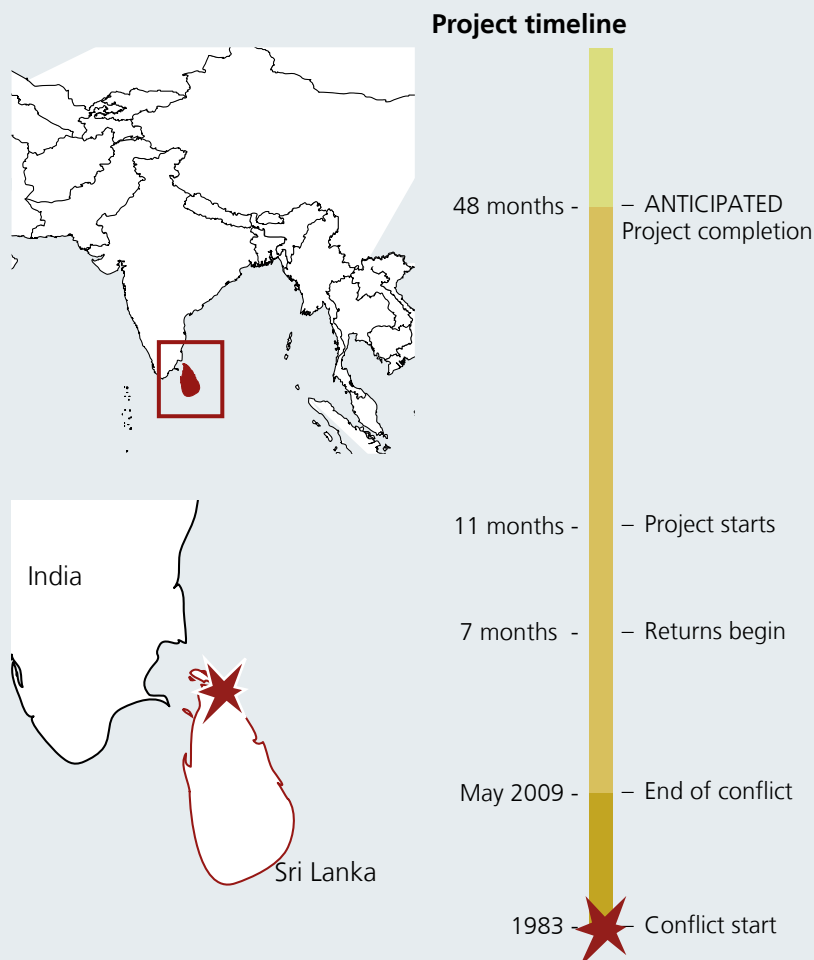 Project timeline
48 months - – ANTICIPATED
Project completion
11 months - – Project starts
7 months - – Returns begin
May 2009 - – End of conflict
1983 - – Conflict start
India
Sri Lanka